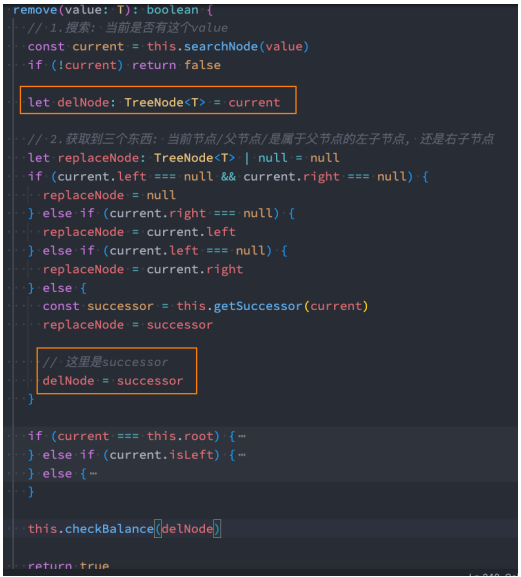 remove(value: T): boolean {
// 1.搜索: 当前是否有这个value
const current = this.searchNode(value)
if (!current) return false
let delNode: TreeNode<T> = current
// 2.获取到三个东西: 当前节点/父节点/是属于父节点的左子节点, 还是右子节点
let replaceNode: TreeNode<T> | null = null
if (current.left === null && current.right === null) {
replaceNode = null
} else if (current.right === null) {
replaceNode = current.left
} else if (current.left === null) {
replaceNode = current.right
} else {
const successor = this.getSuccessor(current)
replaceNode = successor
// 这里是successor
delNode = successor
}
if (current === this.root) {⋯
} else if (current.isLeft) {⋯
} else {⋯
}
this.checkBalance(delNode)
return true